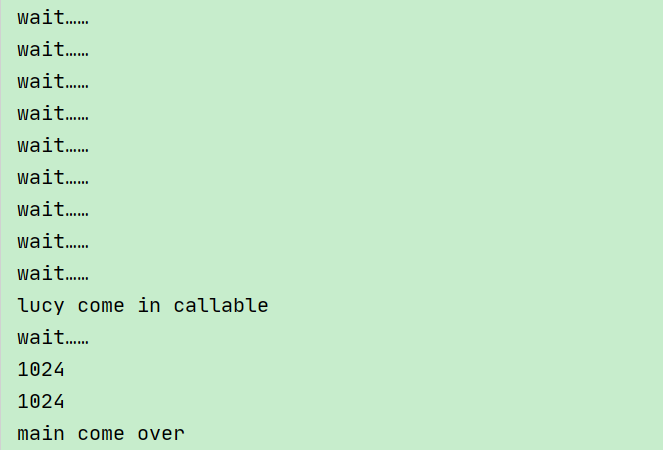 wait……
wait……
wait……
wait……
wait……
wait……
wait……
wait……
wait……
lucy come in callable
wait……
1024
1024
main come over